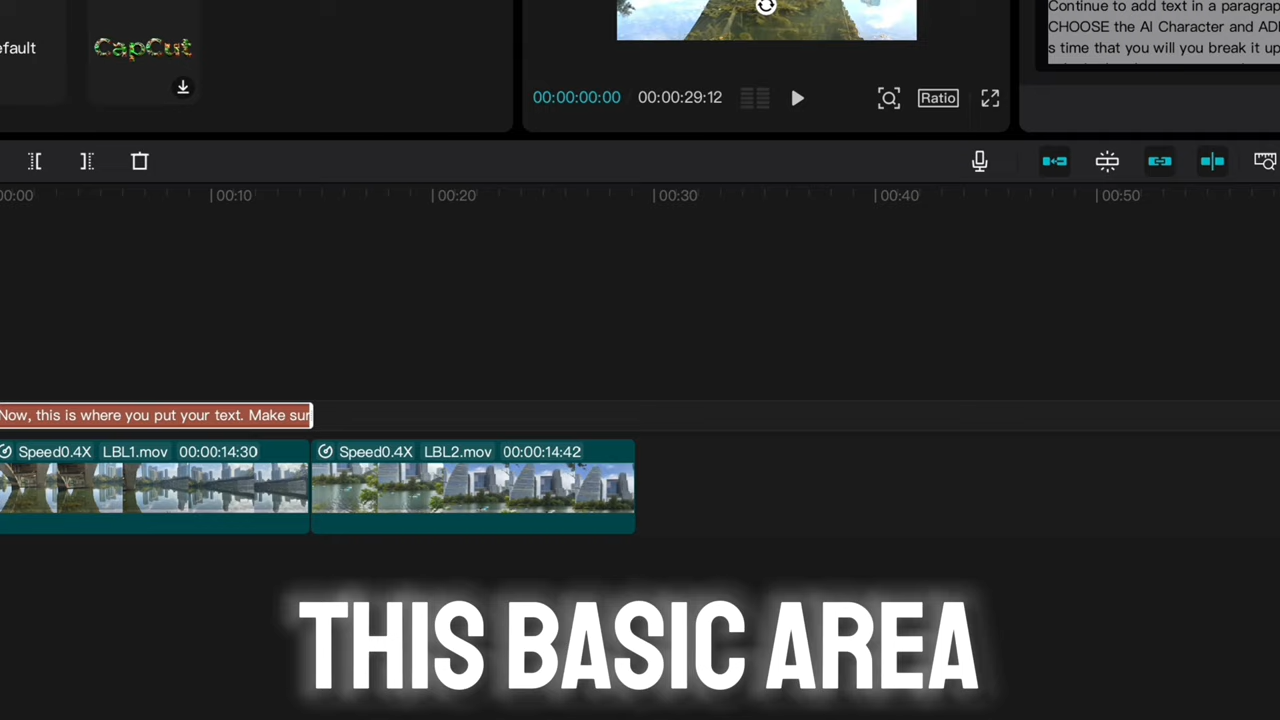 efault
CapCut
Continue to add text in a paragrap
CHOOSE the AI Character and AD
s time that you will you break it up
00:00:00:00 00:00:29:12
Ratio
00:00 00:10 00:20 00:30 00:40 00:50
Now, this is where you put your text. Make sur
Speed0.4X LBL1.mov 00:00:14:30
Speed0.4X LBL2.mov 00:00:14:42
THIS BASIC AREA